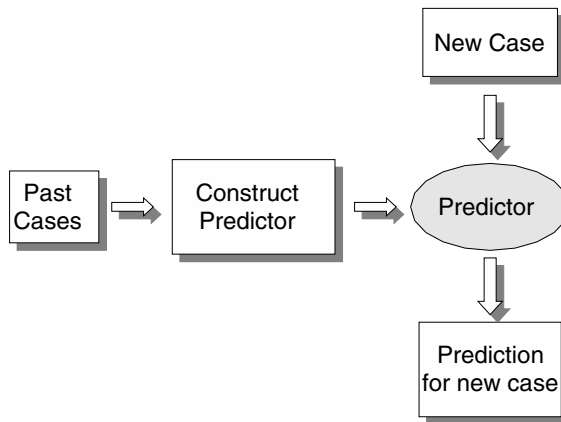 New Case
Past
Cases
Construct
Predictor
Predictor
Prediction
for new case